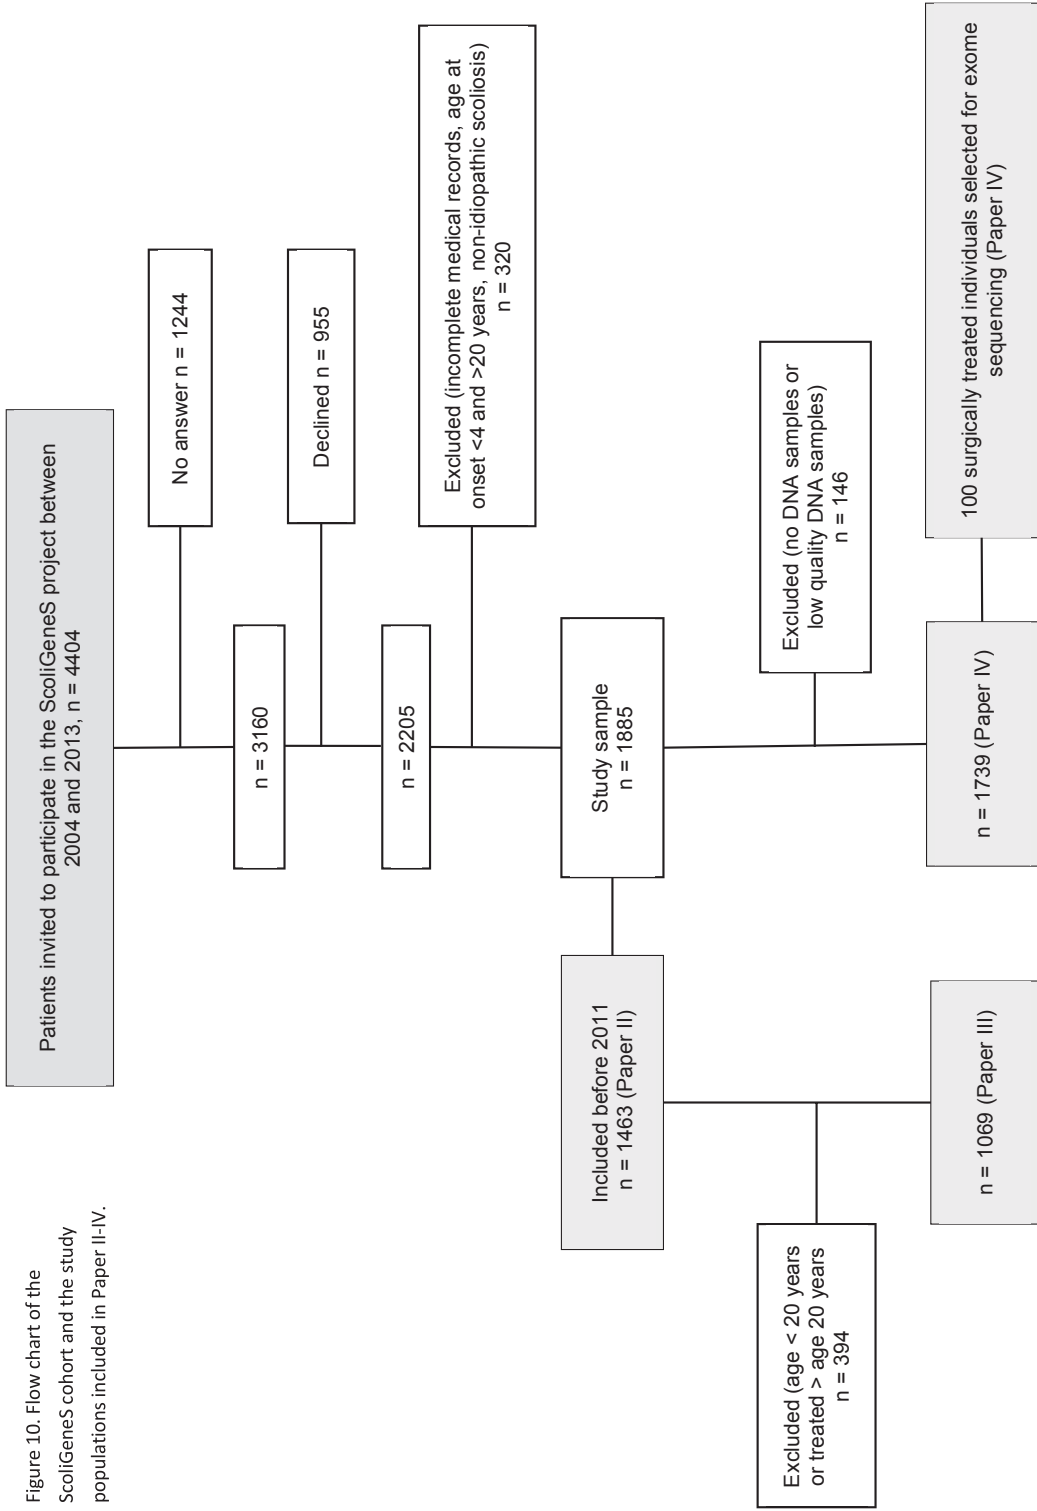 Figure 10. Flow chart of the
ScoliGeneS cohort and the study
populations included in Paper II-IV.
Patients invited to participate in the ScoliGeneS project between
2004 and 2013, n = 4404
No answer n = 1244
n = 3160
Declined n = 955
n = 2205
Excluded (incomplete medical records, age at
onset <4 and >20 years, non-idiopathic scoliosis)
n = 320
Study sample
n = 1885
Included before 2011
n = 1463 (Paper II)
Excluded (no DNA samples or
low quality DNA samples)
n = 146
Excluded (age < 20 years
or treated > age 20 years
n = 394
n = 1069 (Paper III)
n = 1739 (Paper IV)
100 surgically treated individuals selected for exome
sequencing (Paper IV)